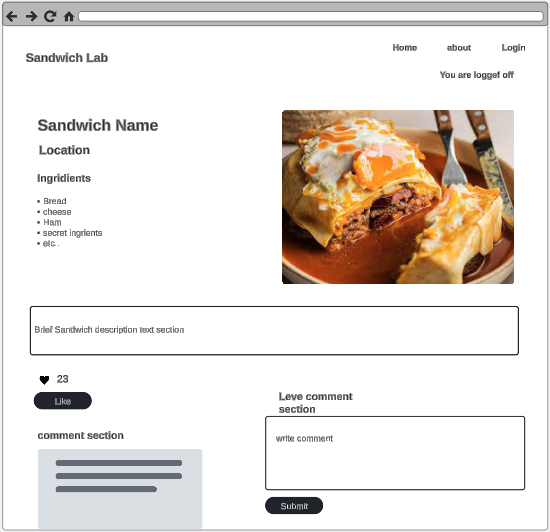 Sandwich Lab
Home about Login
You are loggef off
Sandwich Name
Location
Ingridients
• Bread
• cheese
• Ham
• secret ingrients
• etc..
Brief Sandwich description text section
23
Like
Leve comment
section
comment section
write comment
Submit